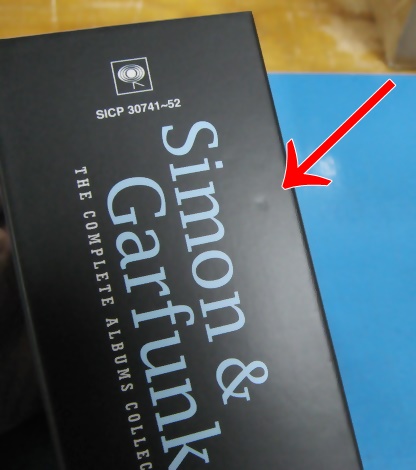 SICP 30741~52
Simon &
Garfunk
THE COMPLETE ALBUMS COLLEC